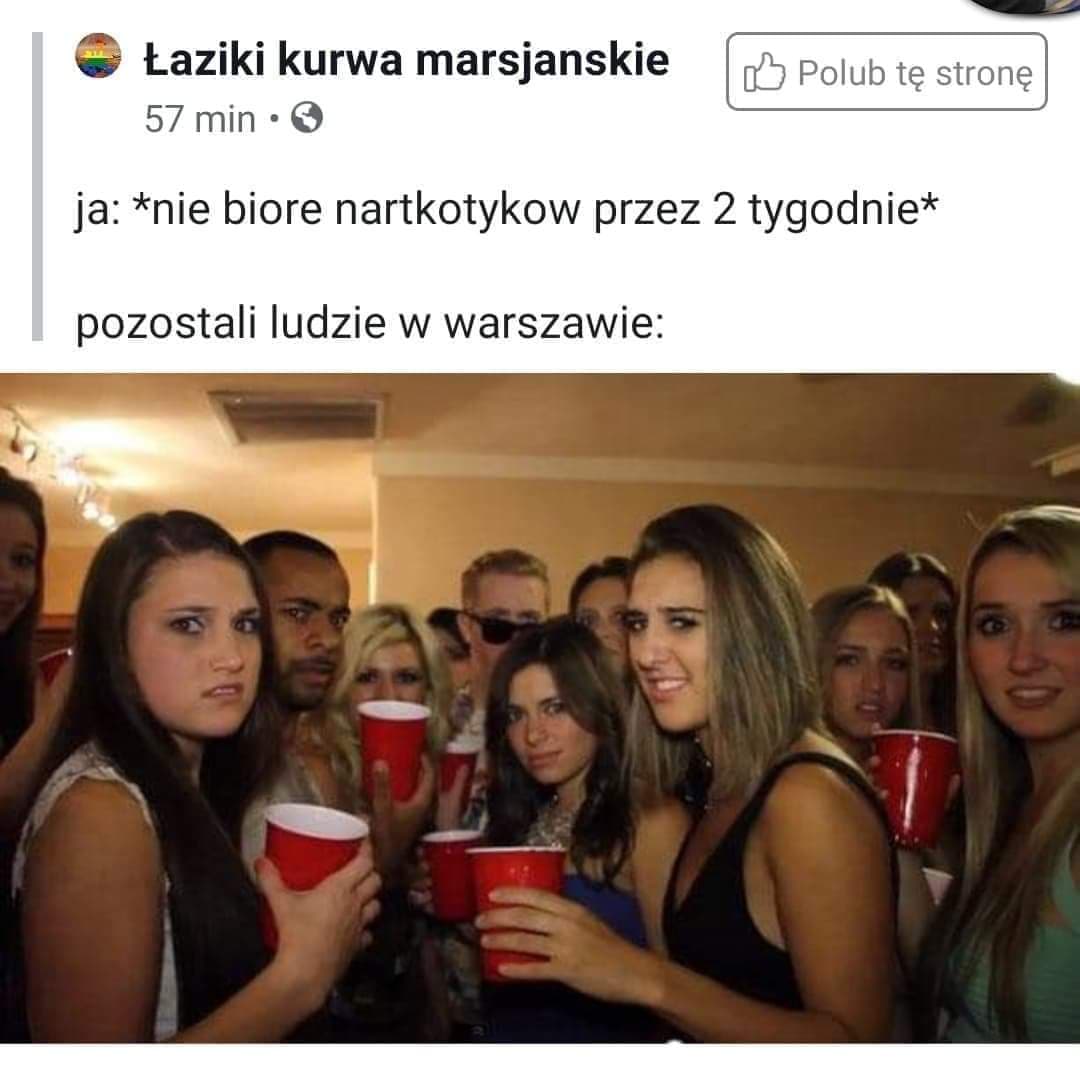 Łaziki kurwa marsjanskie
57 min
Polub tę stronę
ja: *nie biore nartkotykow przez 2 tygodnie*
pozostali ludzie w warszawie: